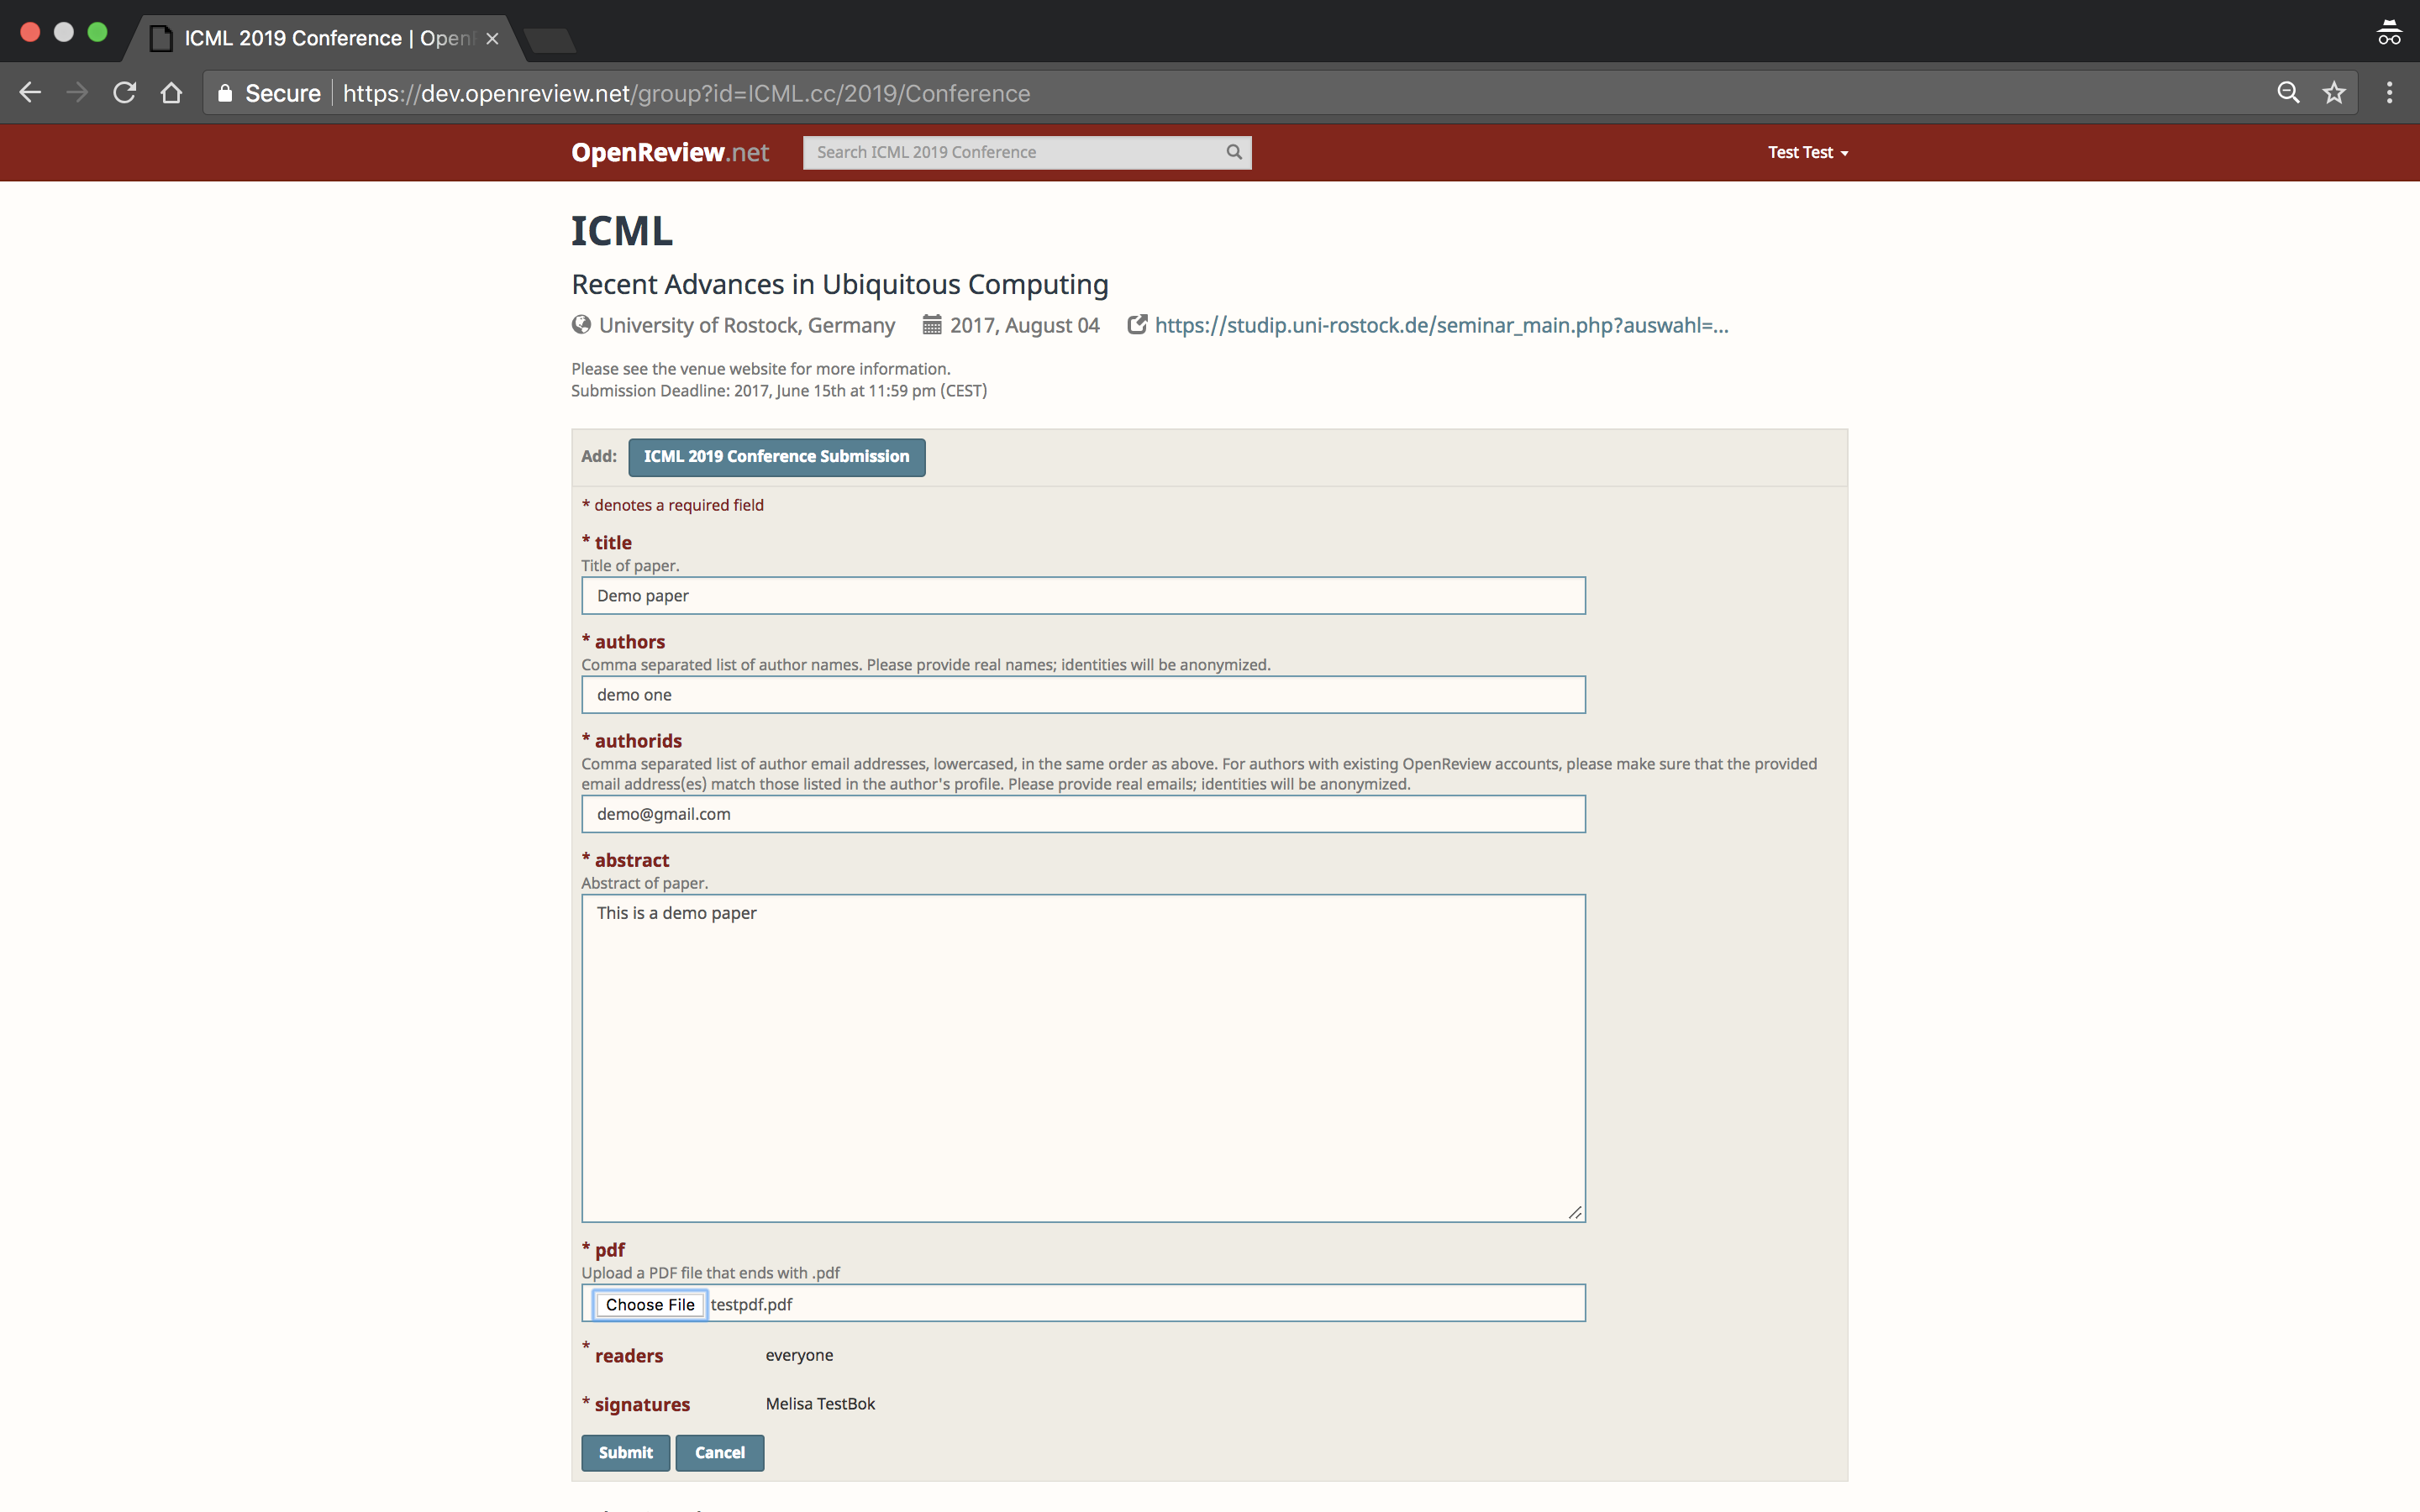 ICML 2019 Conference | Open
Secure https://dev.openreview.net/group?id=ICML.cc/2019/Conference
OpenReview.net Search ICML 2019 Conference Test Test
ICML
Recent Advances in Ubiquitous Computing
University of Rostock, Germany 2017, August 04 https://studip.uni-rostock.de/seminar_main.php?auswahl=...
Please see the venue website for more information.
Submission Deadline: 2017, June 15th at 11:59 pm (CEST)
Add: ICML 2019 Conference Submission
* denotes a required field
* title
Title of paper.
Demo paper
* authors
Comma separated list of author names. Please provide real names; identities will be anonymized.
demo one
* authorids
Comma separated list of author email addresses, lowercased, in the same order as above. For authors with existing OpenReview accounts, please make sure that the provided
email address(es) match those listed in the author's profile. Please provide real emails; identities will be anonymized.
demo@gmail.com
* abstract
Abstract of paper.
This is a demo paper
* pdf
Upload a PDF file that ends with .pdf
Choose File testpdf.pdf
* readers everyone
* signatures Melisa TestBok
Submit Cancel